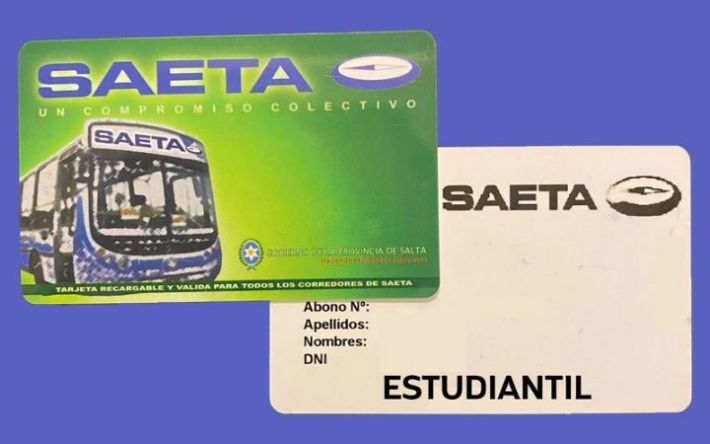 SAETA
UN COMPROMISO COLECTIVO
SAETA
GOBIERNO DE LA PROVINCIA DE SALTA
TARJETA RECARGABLE Y VALIDA PARA TODOS LOS CORREDORES DE SAETA
SAETA
Abono Nº:
Apellidos:
Nombres:
DNI
ESTUDIANTIL